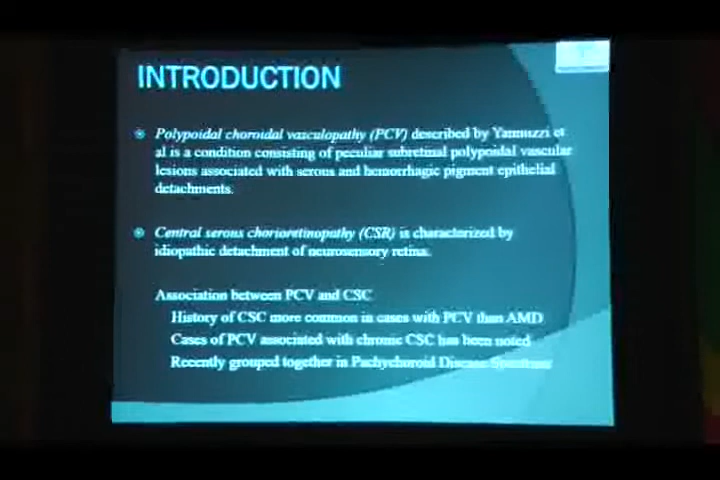 INTRODUCTION
Polypoidal choroidal vasculopathy (PCV) described by Yannuzzi et
al is a condition consisting of peculiar subretinal polypoidal vascular
lesions associated with serous and hemorrhagic pigment epithelial
detachments.
Central serous chorioretinopathy (CSR) is characterized by
idiopathic detachment of neurosensory retina.
Association between PCV and CSC
History of CSC more common in cases with PCV than AMD
Cases of PCV associated with chronic CSC has been noted
Recently grouped together in Pachychoroid Disease Spectrum